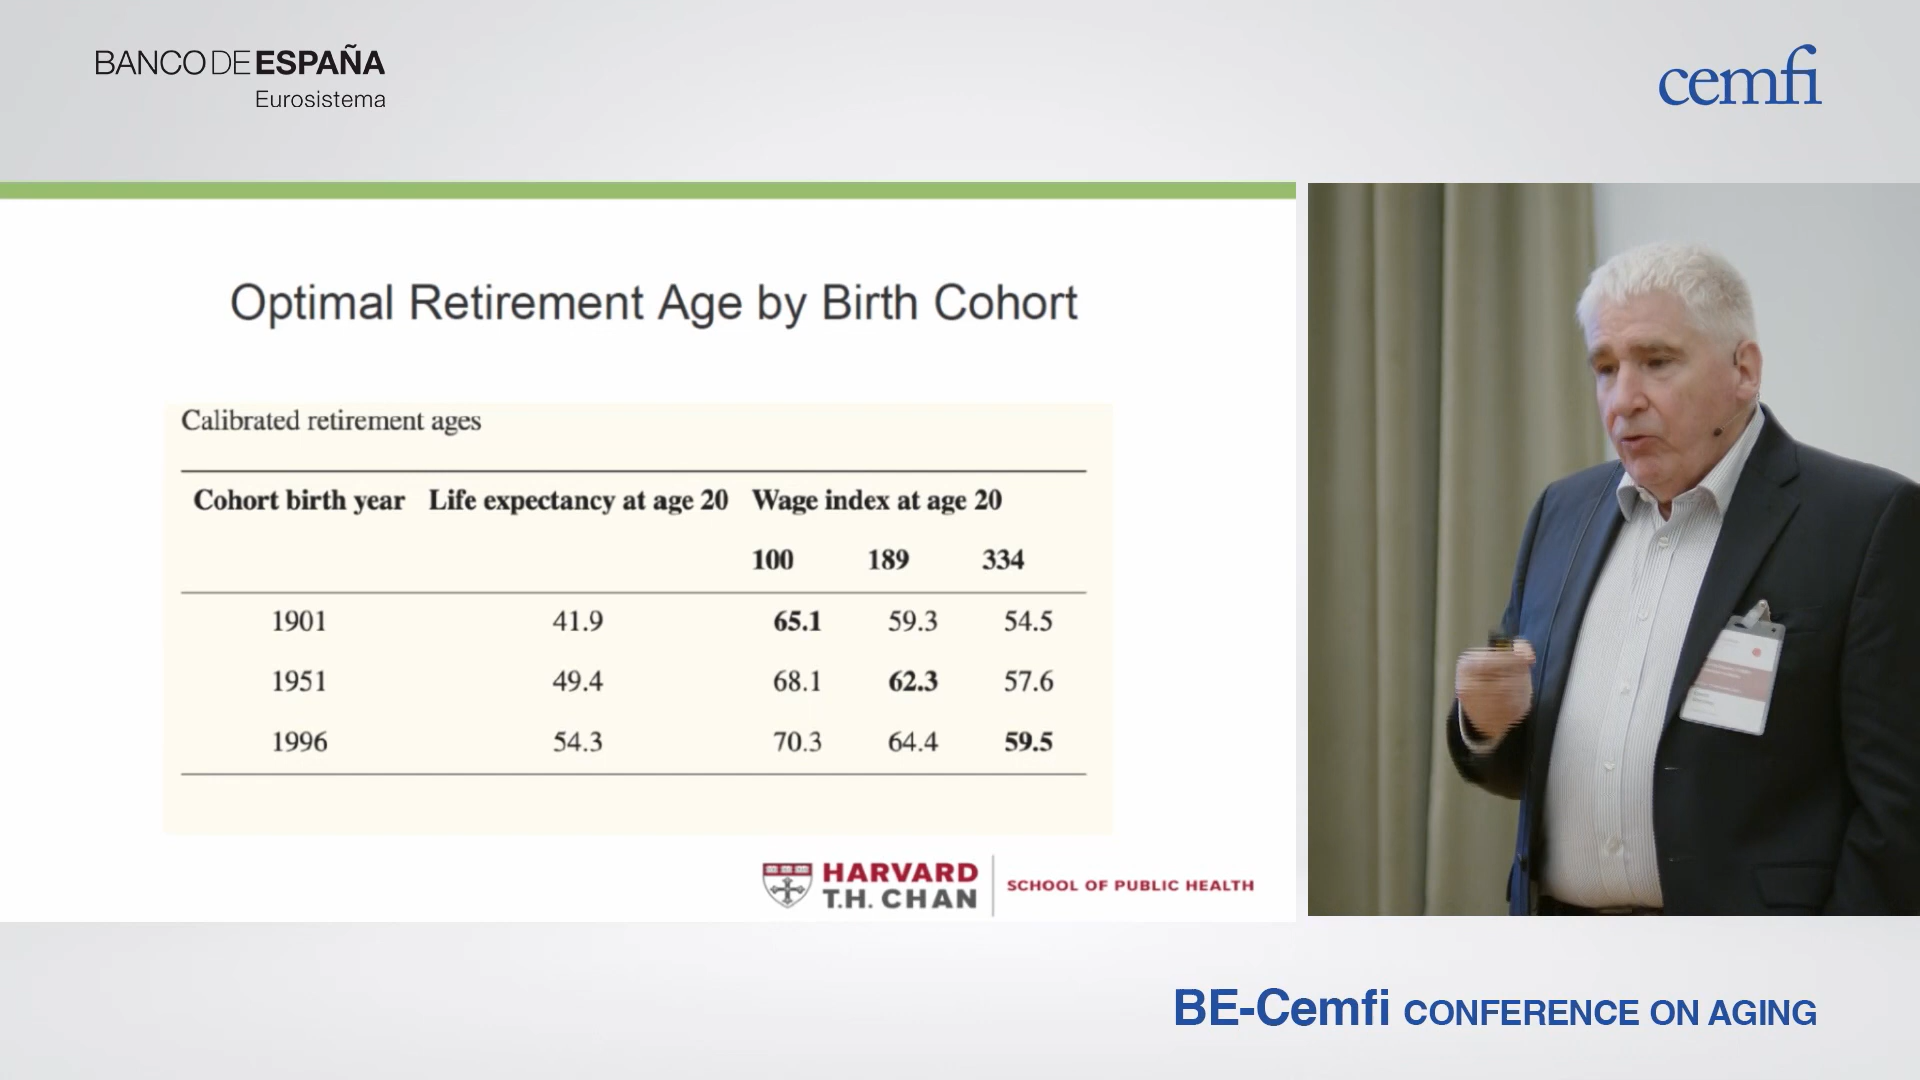 BANCO DE ESPAÑA
Eurosistema
cemfi
Optimal Retirement Age by Birth Cohort
Calibrated retirement ages
Cohort birth year Life expectancy at age 20 Wage index at age 20
100 189 334
1901 41.9 65.1 59.3 54.5
1951 49.4 68.1 62.3 57.6
1996 54.3 70.3 64.4 59.5
HARVARD
T.H. CHAN
SCHOOL OF PUBLIC HEALTH
BE-Cemfi CONFERENCE ON AGING